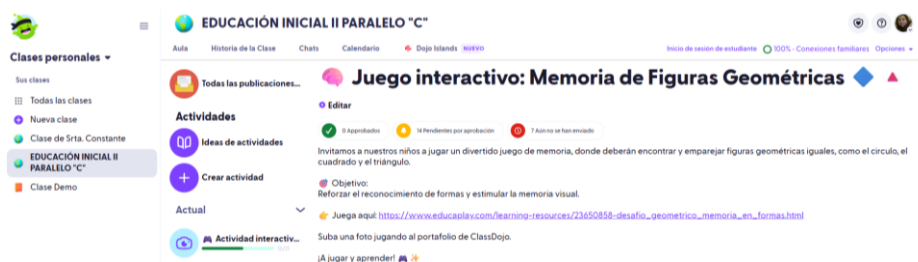 EDUCACIÓN INICIAL II PARALELO "C"
Aula Historia de la Clase Chats Calendario Dojo Islands NUEVO Inicio de sesión de estudiante 100% - Conexiones familiares Opciones
Clases personales
Sus clases
Todas las clases
Nueva clase
Clase de Srta. Constante
EDUCACIÓN INICIAL II
PARALELO "C"
Clase Demo
Todas las publicaciones...
Actividades
Ideas de actividades
Crear actividad
Actual
Actividad interactiv...
Juego interactivo: Memoria de Figuras Geométricas
Editar
0 Approbados 14 Pendientes por aprobación 7 Aún no se han enviado
Invitamos a nuestros niños a jugar un divertido juego de memoria, donde deberán encontrar y emparejar figuras geométricas iguales, como el círculo, el
cuadrado y el triángulo.
Objetivo:
Reforzar el reconocimiento de formas y estimular la memoria visual.
Juega aquí: https://www.educaplay.com/learning-resources/23650858-desafio_geometrico_memoria_en_formas.html
Suba una foto jugando al portafolio de ClassDojo.
¡A jugar y aprender!